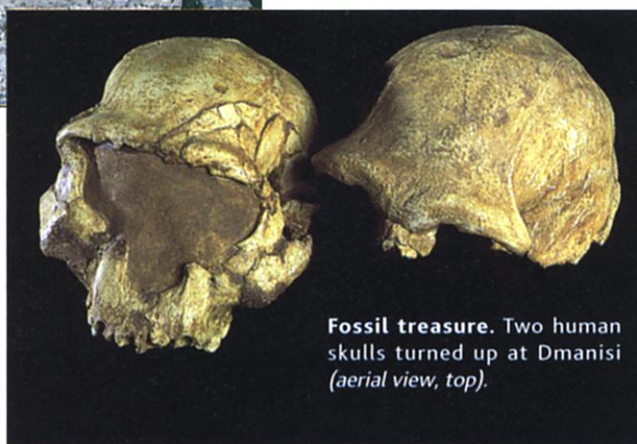 Fossil treasure. Two human
skulls turned up at Dmanisi
(aerial view, top).